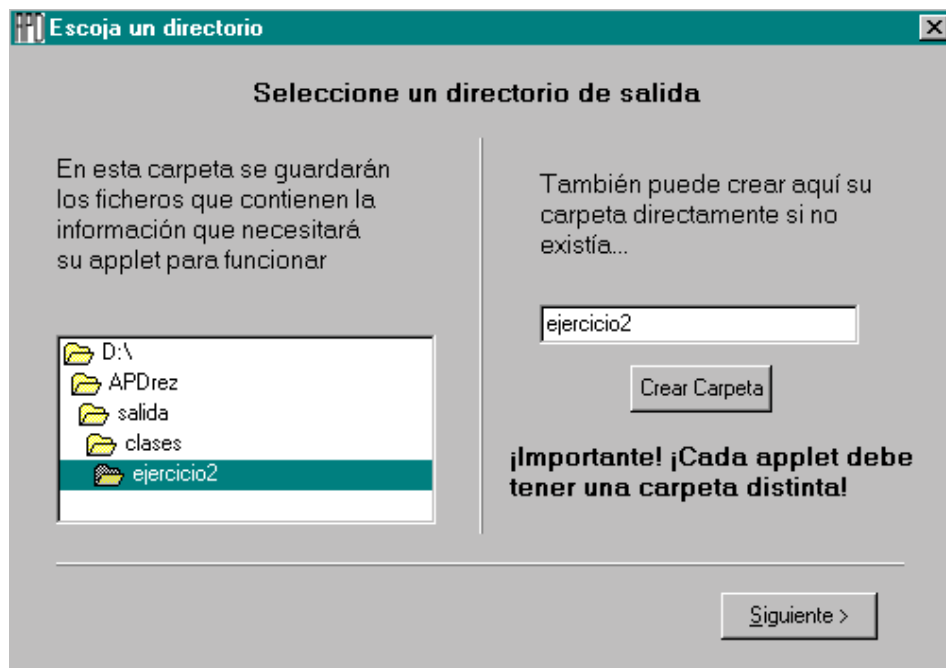 Escoja un directorio
Seleccione un directorio de salida
En esta carpeta se guardarán
los ficheros que contienen la
información que necesitará
su applet para funcionar
D:\
APDrez
salida
clases
ejercicio2
También puede crear aquí su
carpeta directamente si no
existía...
ejercicio2
Crear Carpeta
¡Importante! ¡Cada applet debe
tener una carpeta distinta!
Siguiente >